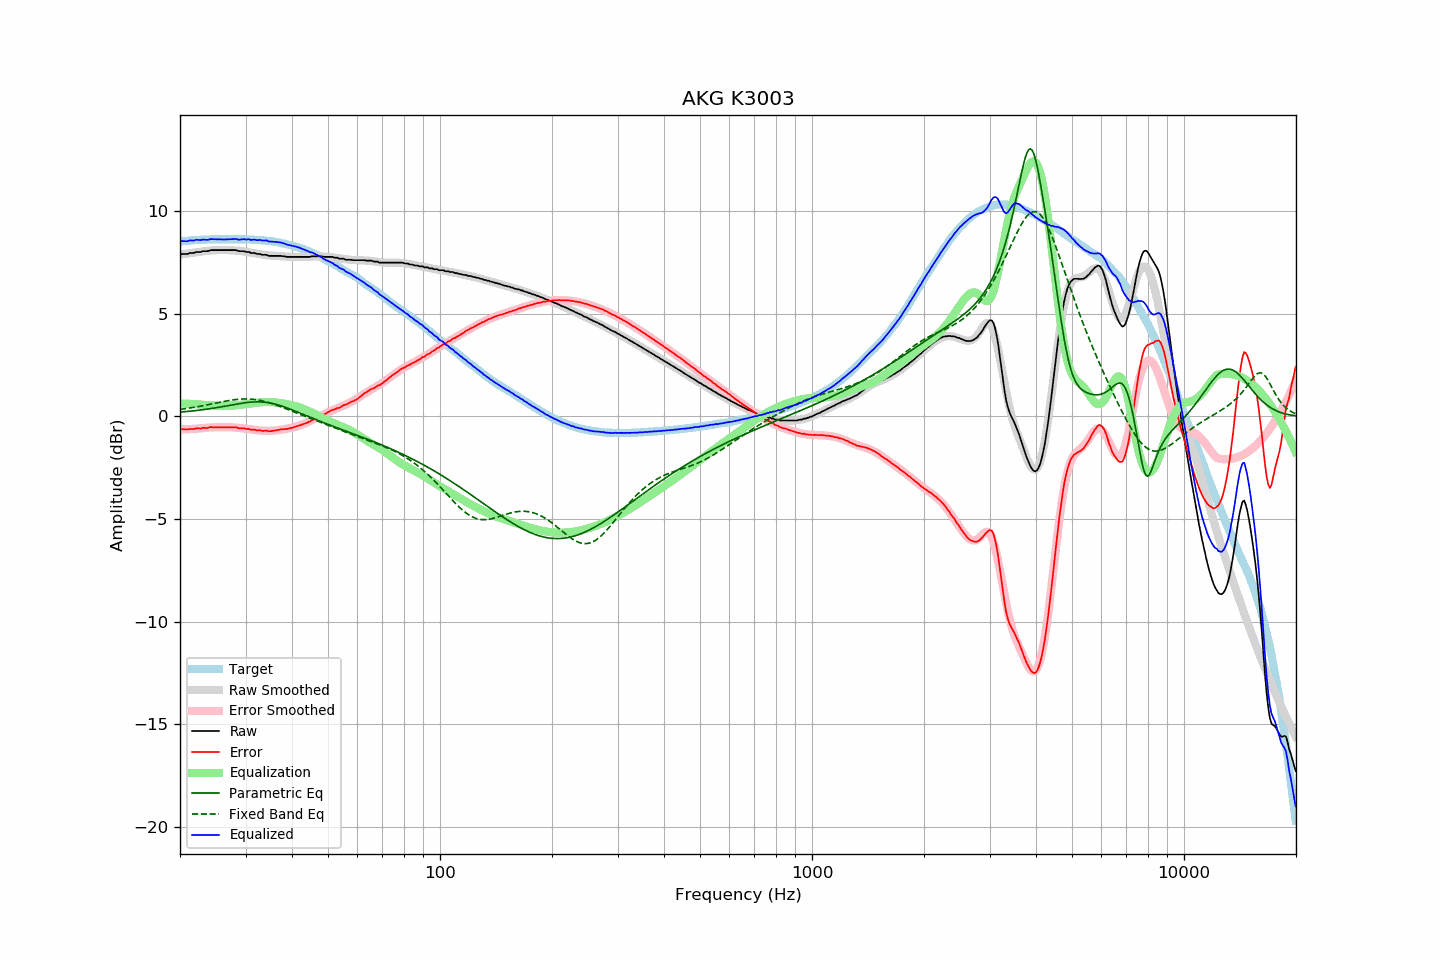 AKG K3003
Amplitude (dBr)
10
5
0
−5
−10
−15
−20
Target
Raw Smoothed
Error Smoothed
Raw
Error
Equalization
Parametric Eq
Fixed Band Eq
Equalized
100
1000
10000
Frequency (Hz)